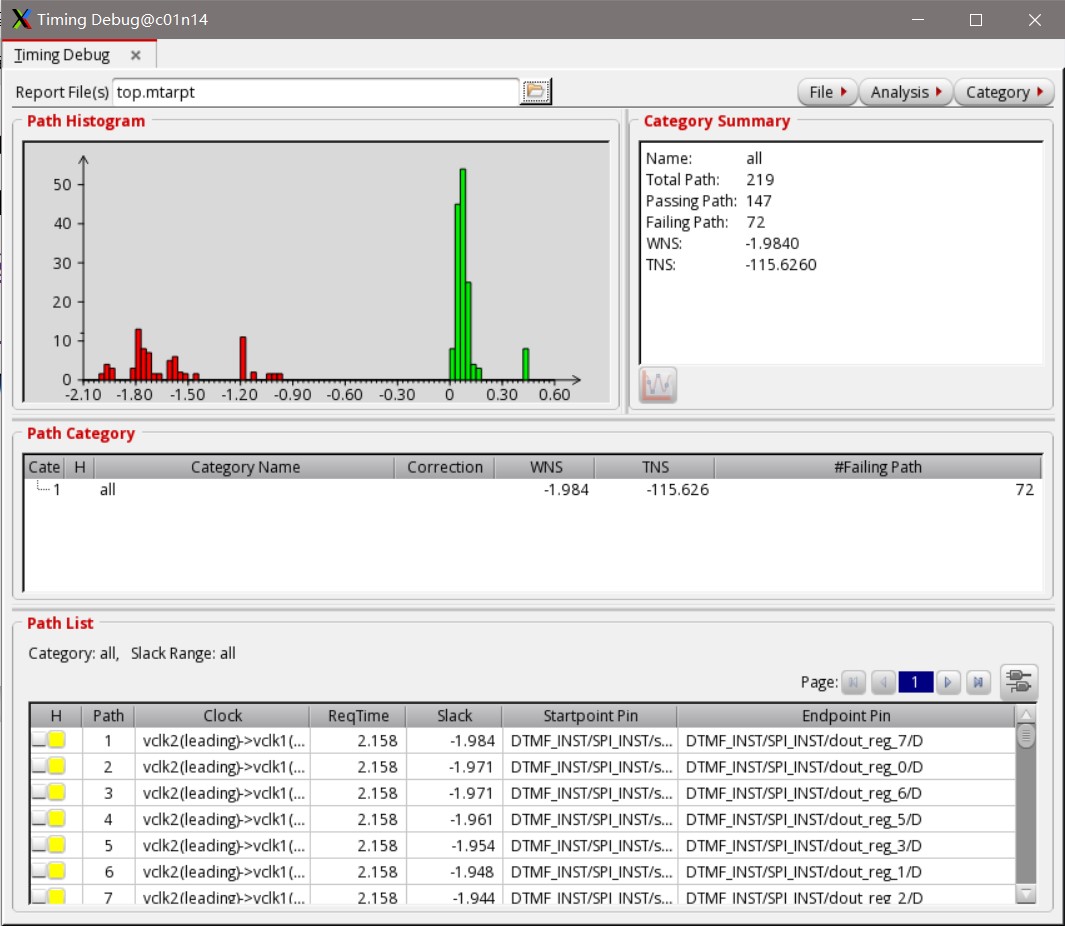 Timing Debug@c01n14
Timing Debug
Report File(s) top.mtarpt File Analysis Category
Path Histogram
50
40
30
20
10
0
-2.10 -1.80 -1.50 -1.20 -0.90 -0.60 -0.30 0 0.30 0.60
Category Summary
Name: all
Total Path: 219
Passing Path: 147
Failing Path: 72
WNS: -1.9840
TNS: -115.6260
Path Category
Cate H Category Name Correction WNS TNS #Failing Path
1 all -1.984 -115.626 72
Path List
Category: all, Slack Range: all
Page: 1
H Path Clock ReqTime Slack Startpoint Pin Endpoint Pin
1 vclk2(leading)->vclk1(... 2.158 -1.984 DTMF_INST/SPI_INST/s... DTMF_INST/SPI_INST/dout_reg_7/D
2 vclk2(leading)->vclk1(... 2.158 -1.971 DTMF_INST/SPI_INST/s... DTMF_INST/SPI_INST/dout_reg_0/D
3 vclk2(leading)->vclk1(... 2.158 -1.971 DTMF_INST/SPI_INST/s... DTMF_INST/SPI_INST/dout_reg_6/D
4 vclk2(leading)->vclk1(... 2.158 -1.961 DTMF_INST/SPI_INST/s... DTMF_INST/SPI_INST/dout_reg_5/D
5 vclk2(leading)->vclk1(... 2.158 -1.954 DTMF_INST/SPI_INST/s... DTMF_INST/SPI_INST/dout_reg_3/D
6 vclk2(leading)->vclk1(... 2.158 -1.948 DTMF_INST/SPI_INST/s... DTMF_INST/SPI_INST/dout_reg_1/D
7 vclk2(leading)->vclk1(... 2.158 -1.944 DTMF_INST/SPI_INST/s... DTMF_INST/SPI_INST/dout_reg_2/D